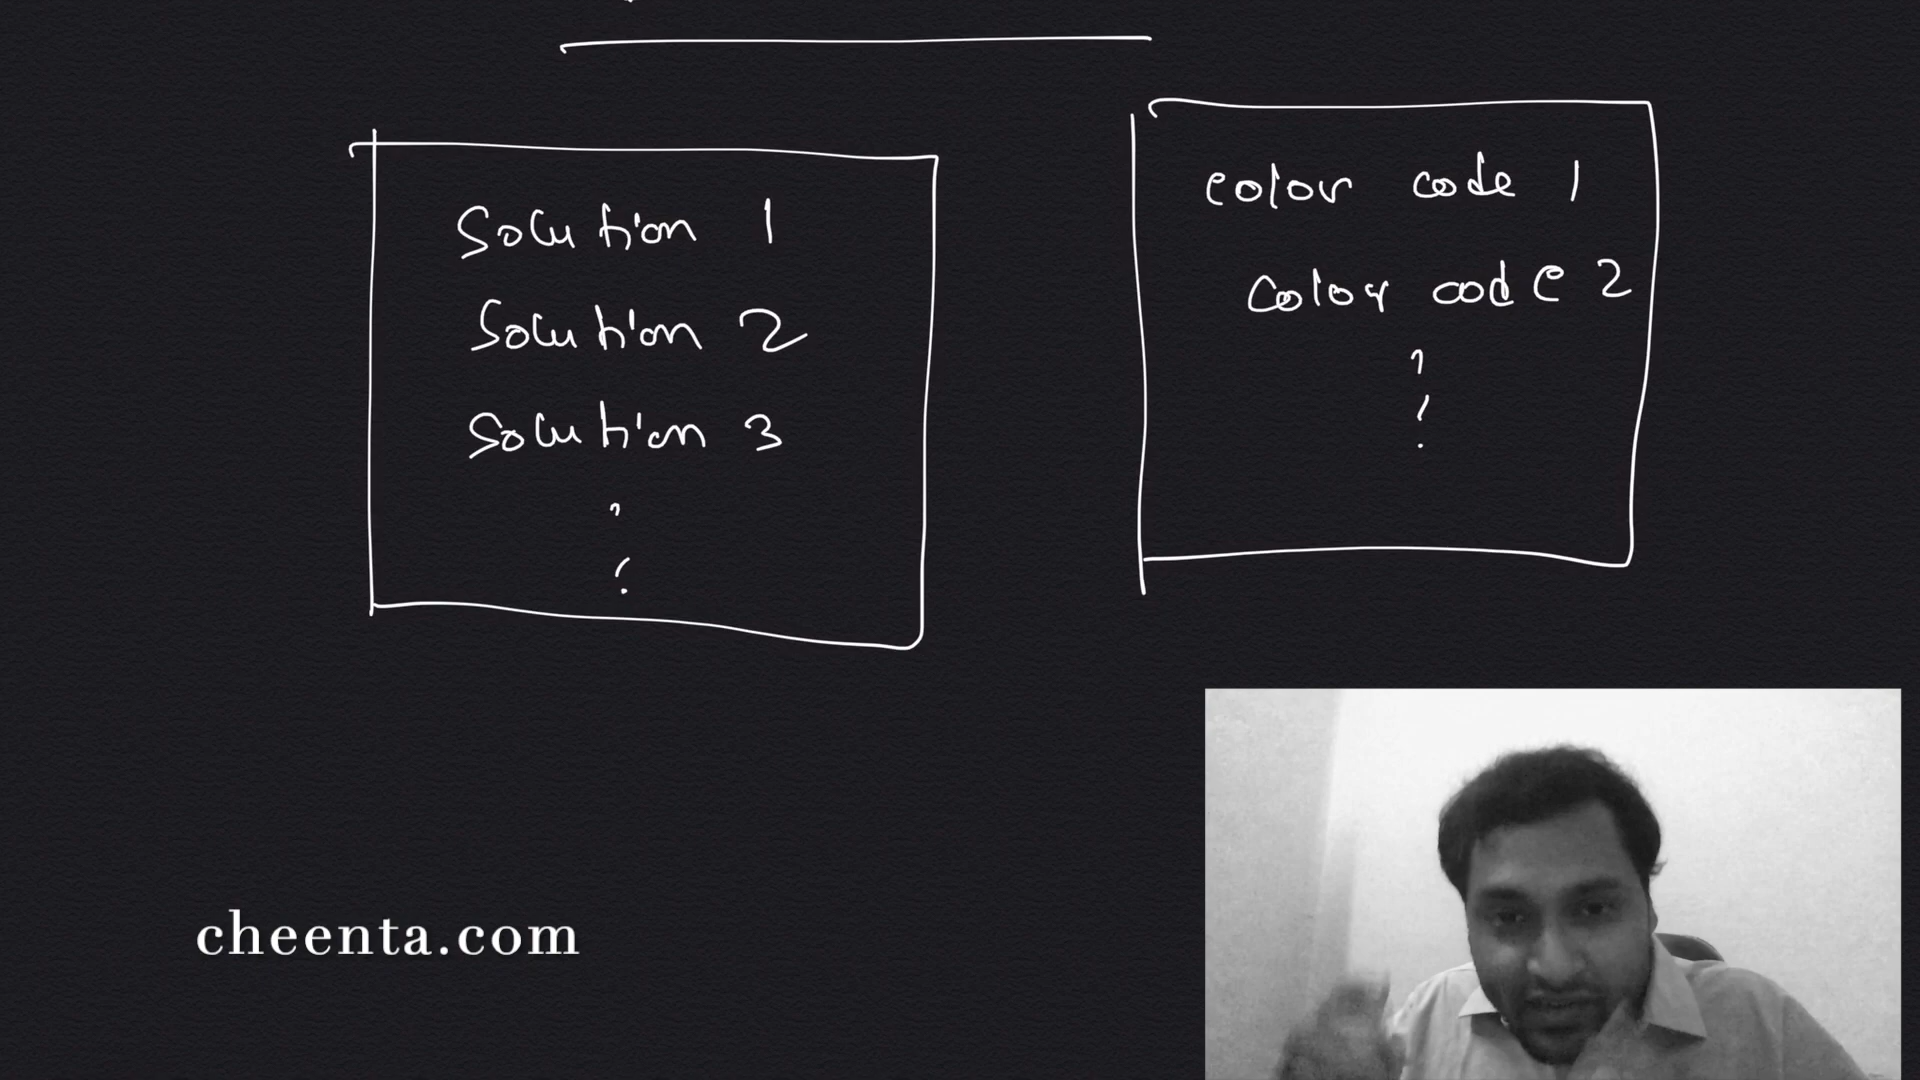 Solution 1
Solution 2
Solution 3
color code 1
color code 2
cheenta.com